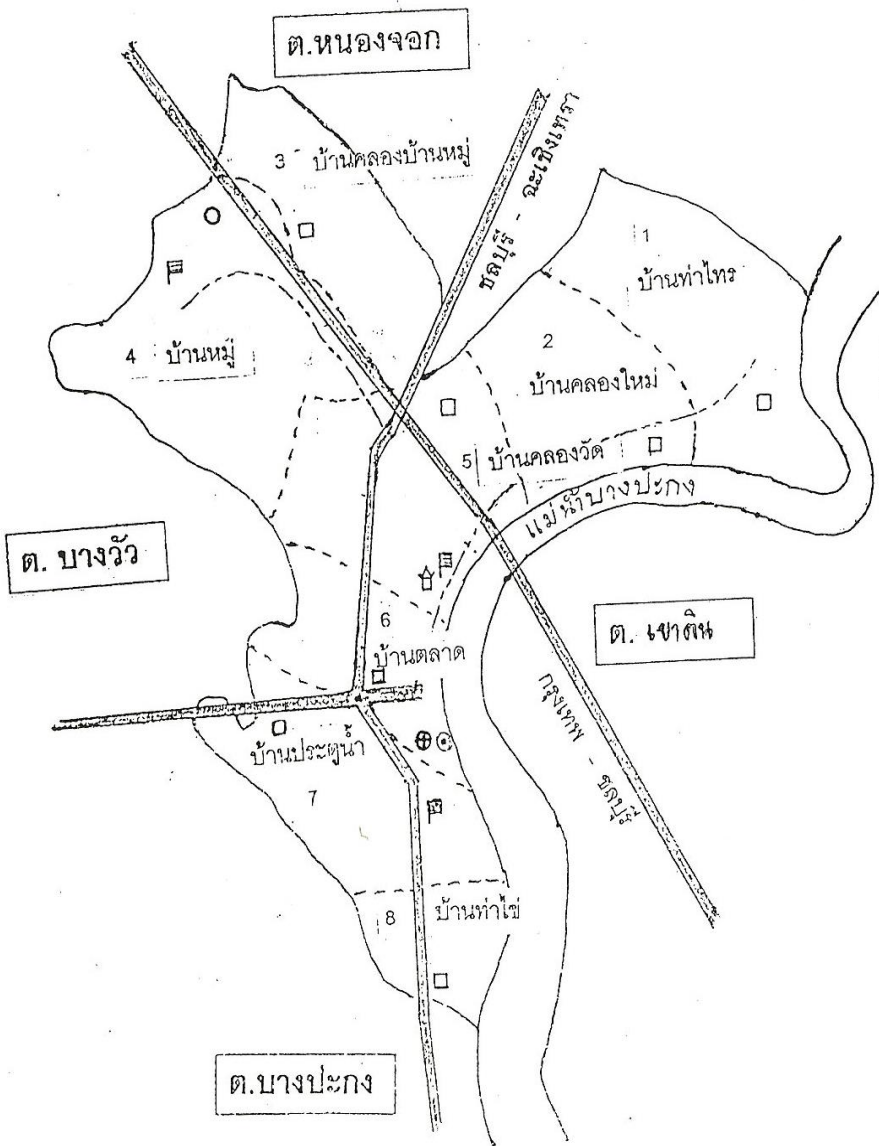 ต.หนองจอก
ชลบุรี - ฉะเชิงเทรา
3 บ้านคลองบ้านหมู่
1
บ้านท่าไทร
2
บ้านคลองใหม่
4 บ้านหมู่
5 บ้านคลองวัด
แม่น้ำบางปะกง
ต. บางวัว
ต. เขาดิน
6
บ้านตลาด
กรุงเทพ - ชลบุรี
บ้านประตูน้ำ
7
8 บ้านท่าไข่
ต.บางปะกง